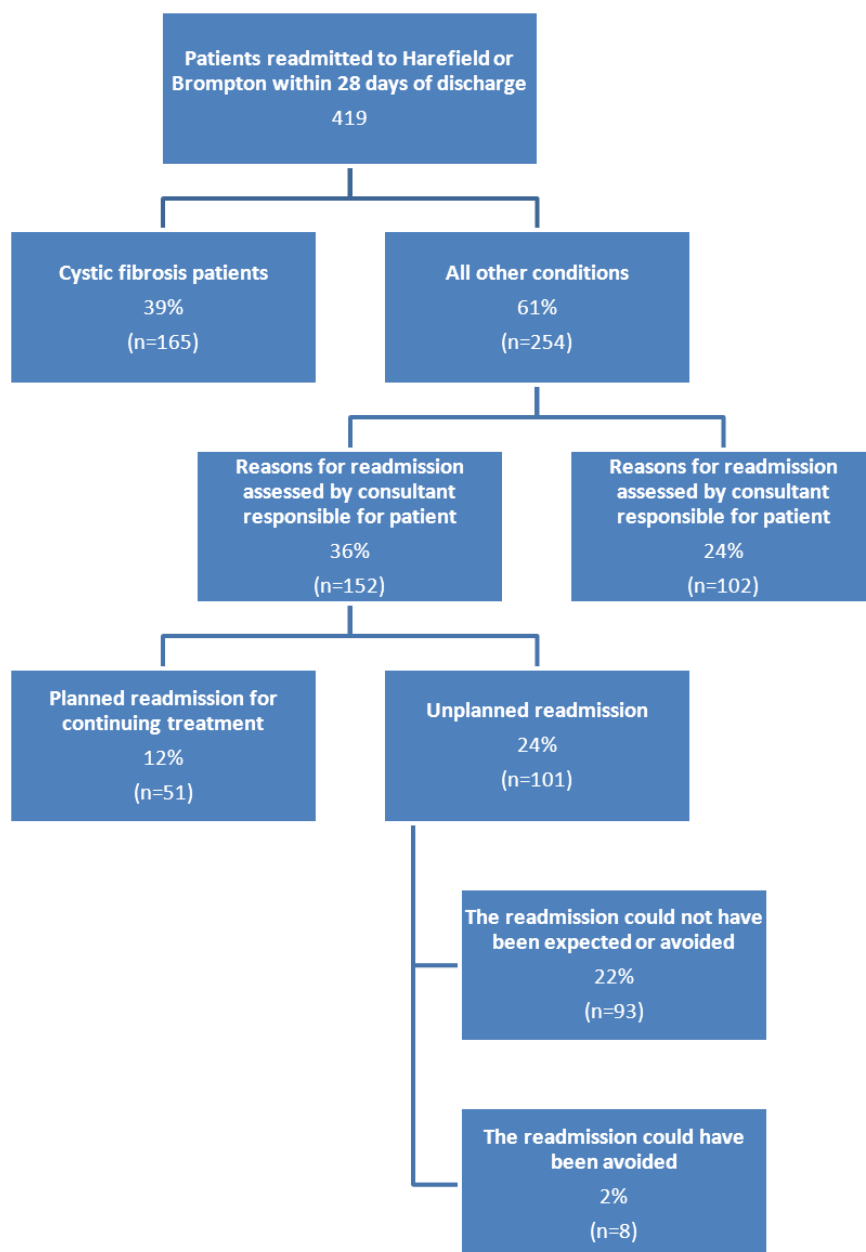 Patients readmitted to Harefield or
Brompton within 28 days of discharge
419
Cystic fibrosis patients
39%
(n=165)
All other conditions
61%
(n=254)
Reasons for readmission
assessed by consultant
responsible for patient
36%
(n=152)
Reasons for readmission
assessed by consultant
responsible for patient
24%
(n=102)
Planned readmission for
continuing treatment
12%
(n=51)
Unplanned readmission
24%
(n=101)
The readmission could not have
been expected or avoided
22%
(n=93)
The readmission could have
been avoided
2%
(n=8)